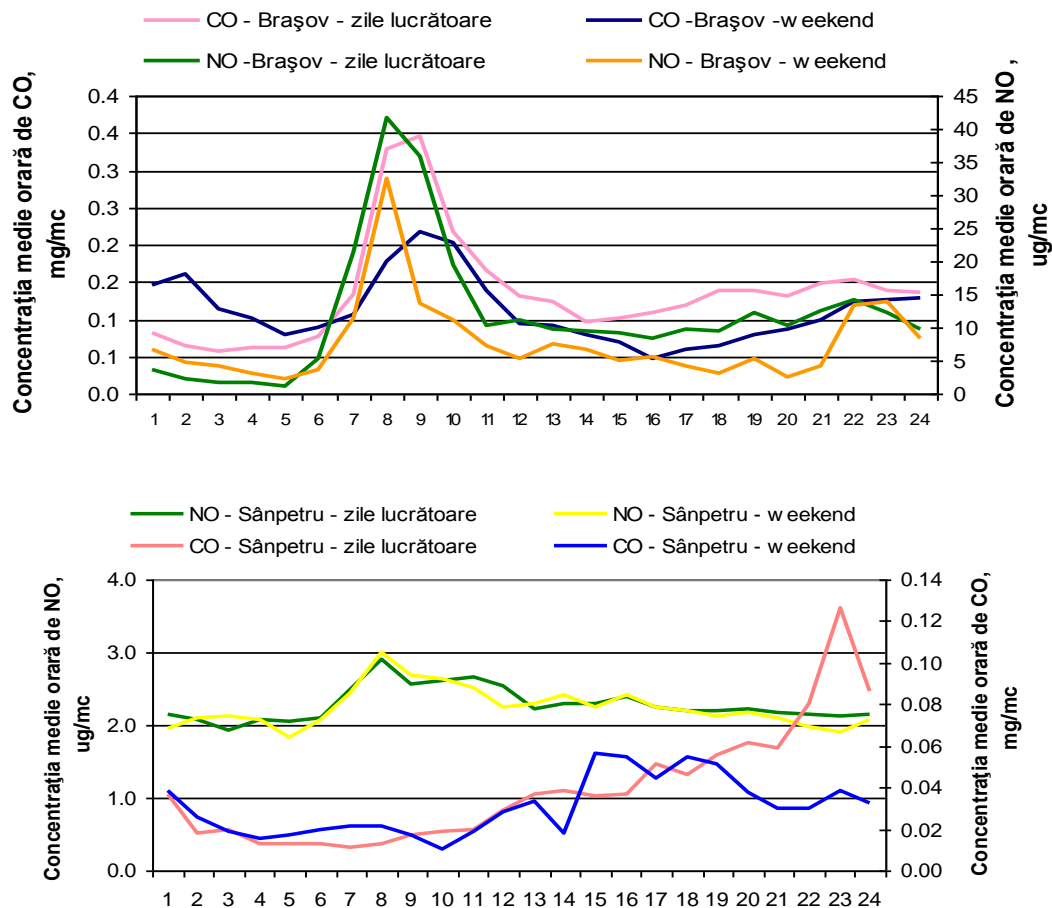 CO - Braşov - zile lucrătoare
CO -Braşov -w eekend
NO -Braşov - zile lucrătoare
NO - Braşov - w eekend
Concentraţia medie orară de CO,
mg/mc
0.4
0.4
0.3
0.3
0.2
0.2
0.1
0.1
0.0
45
40
35
30
25
20
15
10
5
0
Concentraţia medie orară de NO ,
ug/mc
1 2 3 4 5 6 7 8 9 10 11 12 13 14 15 16 17 18 19 20 21 22 23 24
NO - Sânpetru - zile lucrătoare
NO - Sânpetru - w eekend
CO - Sânpetru - zile lucrătoare
CO - Sânpetru - w eekend
Concentraţia medie orară de NO,
ug/mc
4.0
3.0
2.0
1.0
0.0
0.14
0.12
0.10
0.08
0.06
0.04
0.02
0.00
Concentraţia medie orară de CO,
mg/mc
1 2 3 4 5 6 7 8 9 10 11 12 13 14 15 16 17 18 19 20 21 22 23 24